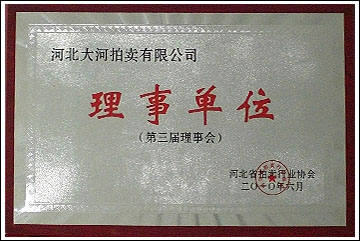 河北大河拍卖有限公司
理事单位
（第三届理事会）
河北省拍卖行业协会
二〇一〇年六月